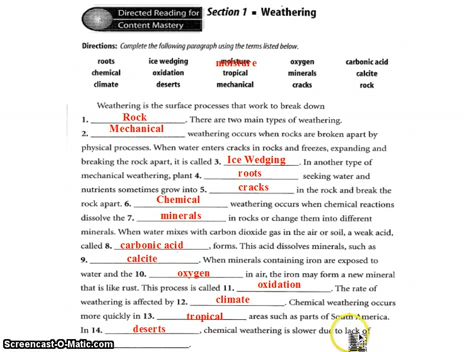 Directed Reading for
Content Mastery
Section 1 ▪ Weathering
Directions: Complete the following paragraph using the terms listed below.
roots ice wedging moisture oxygen carbonic acid
moisture
chemical oxidation tropical minerals calcite
climate deserts mechanical cracks rock
Weathering is the surface processes that work to break down
1. Rock. There are two main types of weathering.
2. Mechanical weathering occurs when rocks are broken apart by
physical processes. When water enters cracks in rocks and freezes, expanding and
breaking the rock apart, it is called 3. Ice Wedging. In another type of
mechanical weathering, plant 4. roots seeking water and
nutrients sometimes grow into 5. cracks in the rock and break the
rock apart. 6. Chemical weathering occurs when chemical reactions
dissolve the 7. minerals in rocks or change them into different
minerals. When water mixes with carbon dioxide gas in the air or soil, a weak acid,
called 8. carbonic acid, forms. This acid dissolves minerals, such as
9. calcite. When minerals containing iron are exposed to
water and the 10. oxygen in air, the iron may form a new mineral
that is like rust. This process is called 11. oxidation. The rate of
weathering is affected by 12. climate. Chemical weathering occurs
more quickly in 13. tropical areas such as parts of South America.
In 14. deserts, chemical weathering is slower due to lack of
Screencast-O-Matic.com